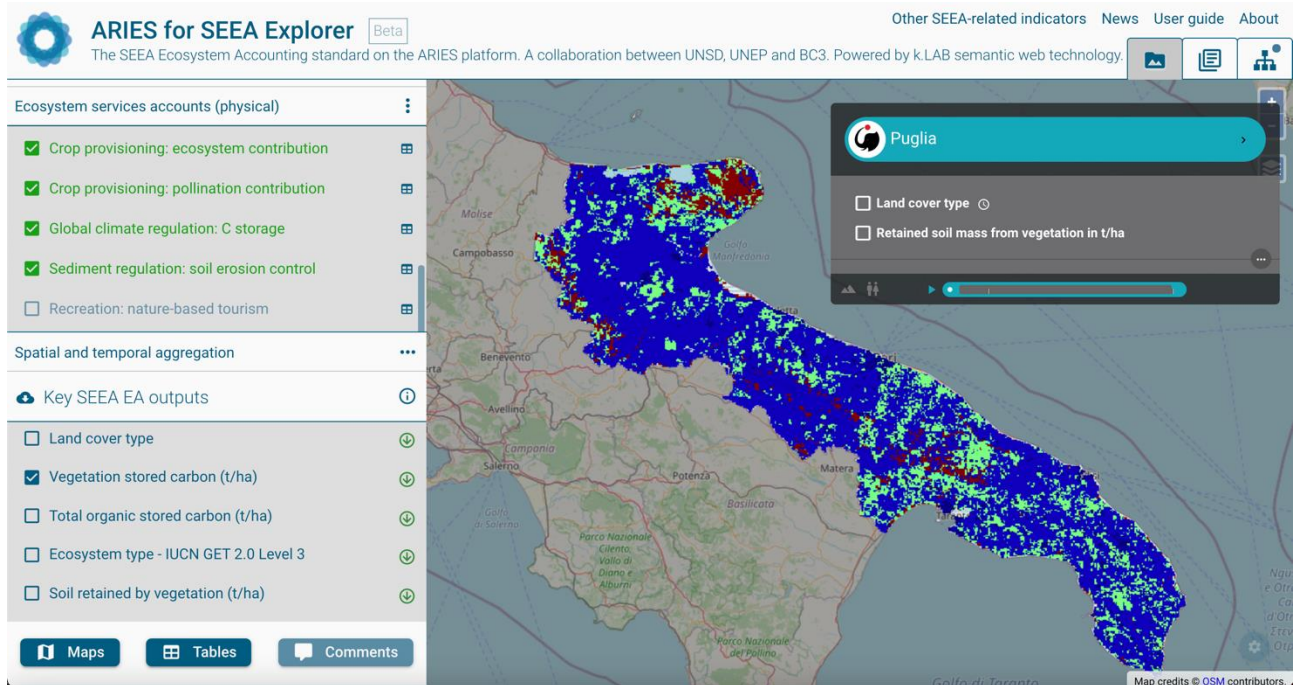 ARIES for SEEA Explorer Beta
The SEEA Ecosystem Accounting standard on the ARIES platform. A collaboration between UNSD, UNEP and BC3. Powered by k.LAB semantic web technology.
Other SEEA-related indicators News User guide About
Ecosystem services accounts (physical)
Crop provisioning: ecosystem contribution
Crop provisioning: pollination contribution
Global climate regulation: C storage
Sediment regulation: soil erosion control
Recreation: nature-based tourism
Spatial and temporal aggregation
Key SEEA EA outputs
Land cover type
Vegetation stored carbon (t/ha)
Total organic stored carbon (t/ha)
Ecosystem type - IUCN GET 2.0 Level 3
Soil retained by vegetation (t/ha)
Maps
Tables
Comments
Puglia
Land cover type
Retained soil mass from vegetation in t/ha
Molise
Campobasso
Golfo
Manfredonia
Benevento
Avellino
Campania
Salerno
Golfo
di Salerno
Potenza
Matera
Basilicata
Parco Nazionale
Cilento,
Vallo di
Diano e
Alburni
Parco Nazionale
del Pollino
Golfo di Taranto
Map credits © OSM contributors.